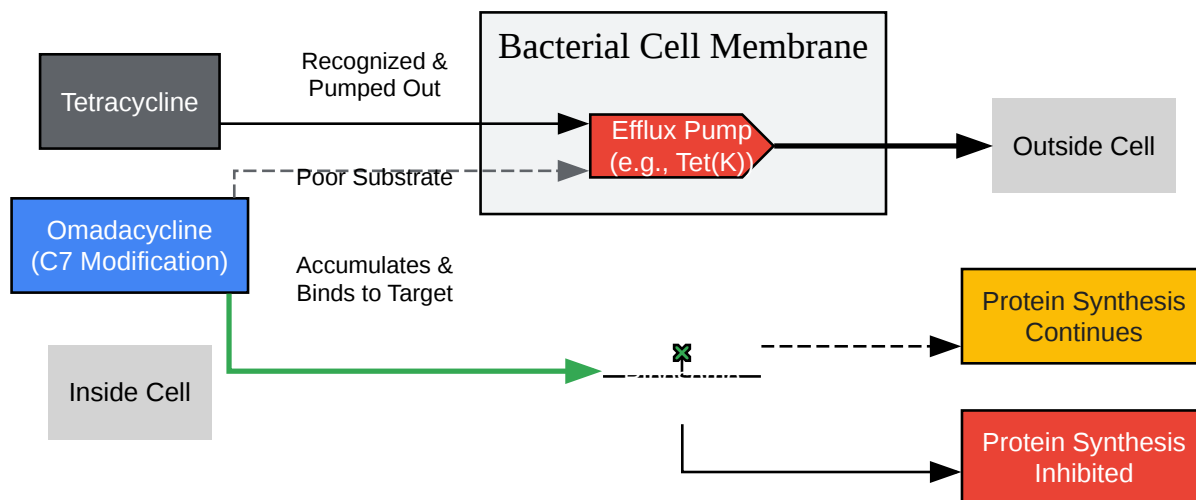 Bacterial Cell Membrane
Tetracycline
Recognized &
Pumped Out
Efflux Pump
(e.g., Tet(K))
Outside Cell
Poor Substrate
Omadacycline
(C7 Modification)
Accumulates &
Binds to Target
Protein Synthesis
Continues
Inside Cell
Protein Synthesis
Inhibited